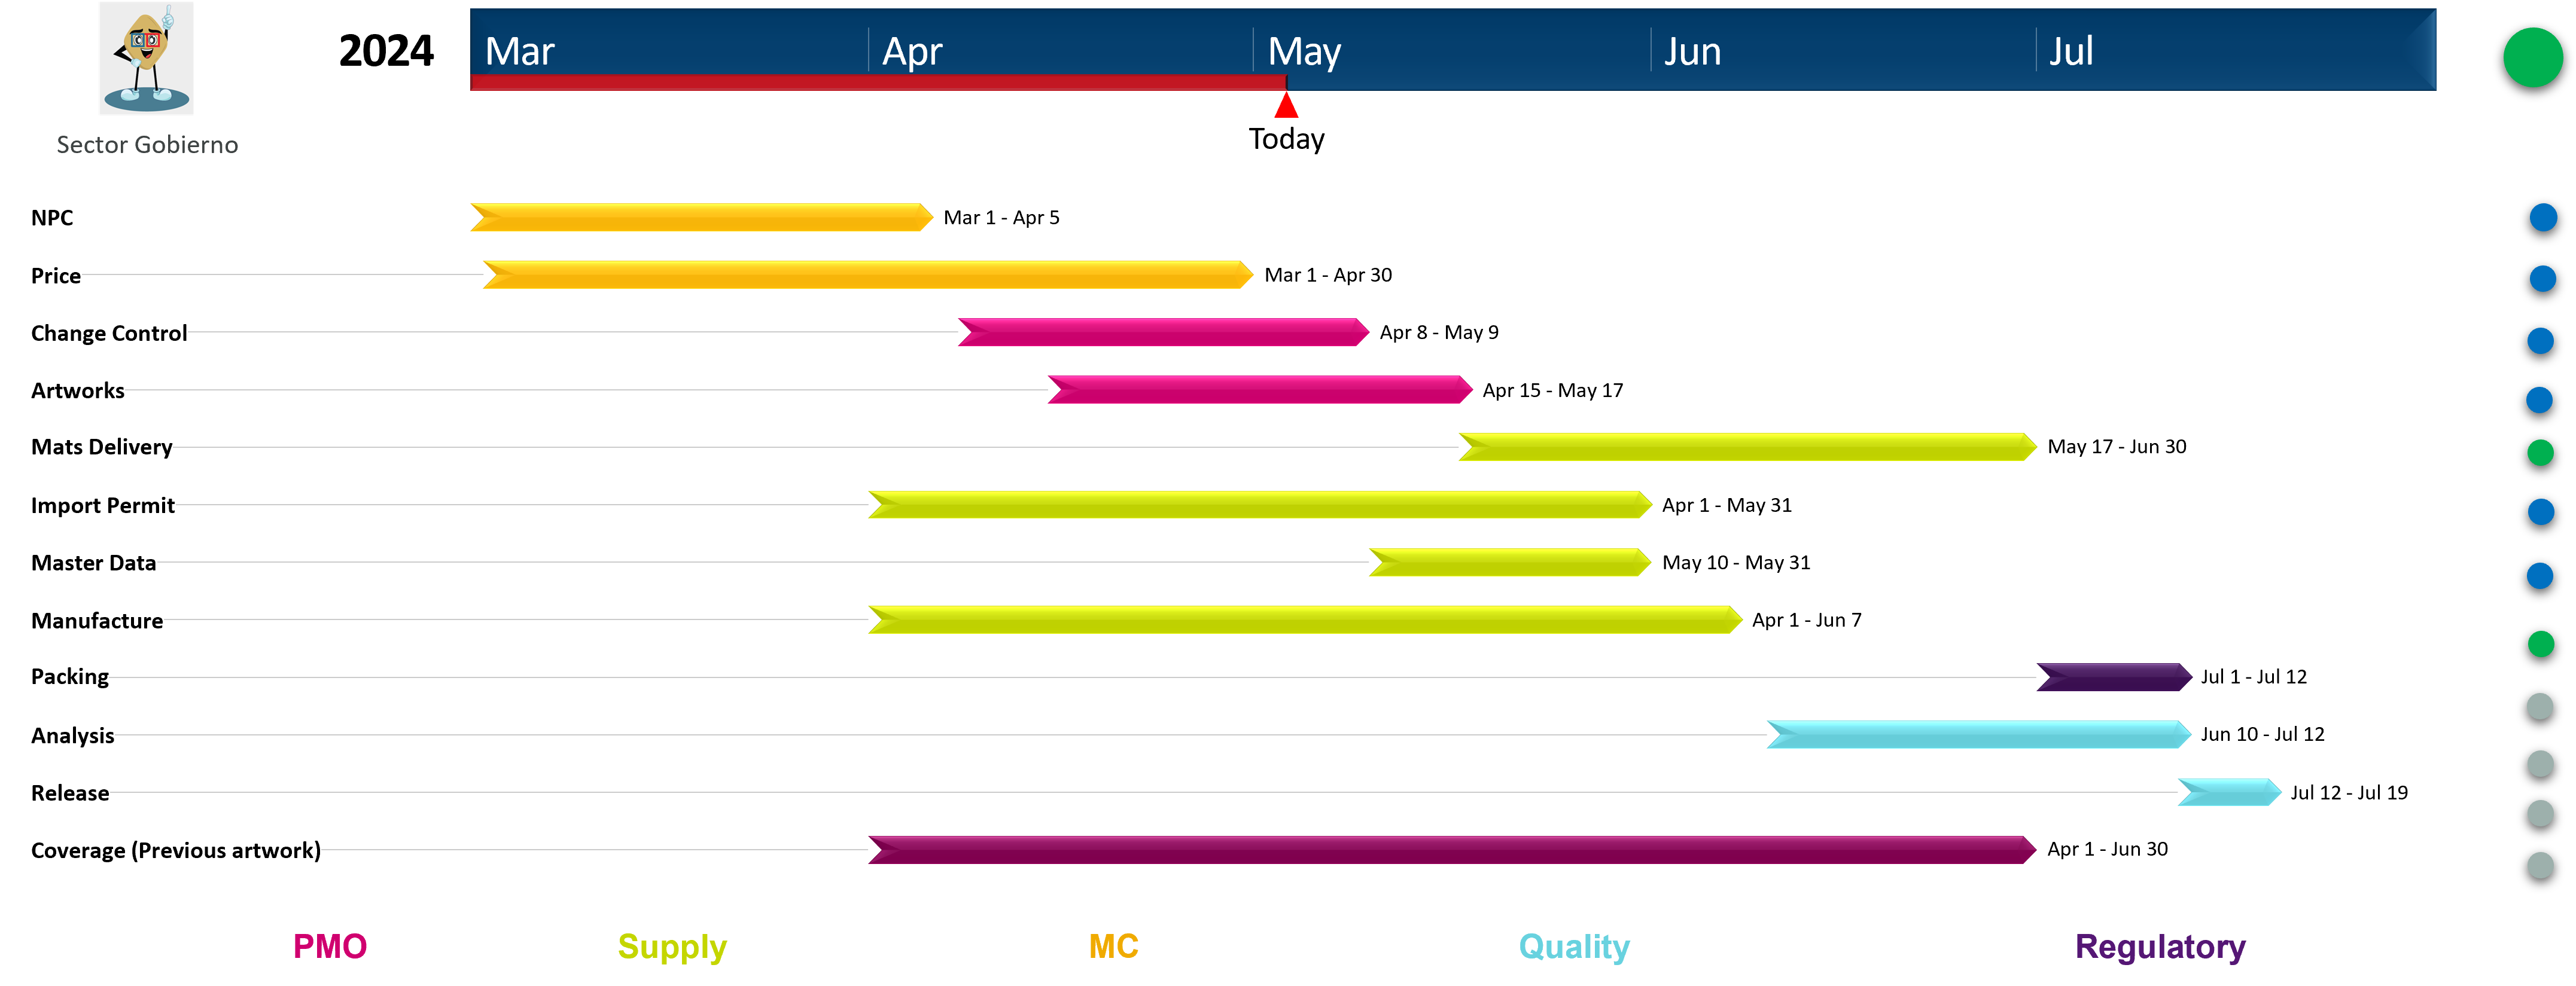 2024
Mar Apr May Jun Jul
Today
Sector Gobierno
NPC Mar 1 - Apr 5
Price Mar 1 - Apr 30
Change Control Apr 8 - May 9
Artworks Apr 15 - May 17
Mats Delivery May 17 - Jun 30
Import Permit Apr 1 - May 31
Master Data May 10 - May 31
Manufacture Apr 1 - Jun 7
Packing Jul 1 - Jul 12
Analysis Jun 10 - Jul 12
Release Jul 12 - Jul 19
Coverage (Previous artwork) Apr 1 - Jun 30
PMO Supply MC Quality Regulatory